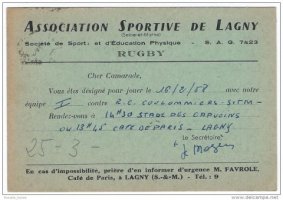 ASSOCIATION SPORTIVE DE LAGNY
(Seine-et-Marne)
Société de Sport et d'Éducation Physique - S. A. G. 7423
RUGBY
Cher Camarade,
Vous êtes désigné pour jouer le 16/2/58 avec notre
équipe I contre R.C. COULOMMIERS
Rendez-vous à 14H30 STADE DES CAPUCINS
OU 13H45 CAFE DE PARIS - LAGNY
Le Secrétaire
25-3-
En cas d'impossibilité, prière d'en informer d'urgence M. FAVROLE,
Café de Paris, à LAGNY (S.-&-M.) - Tél. : 9